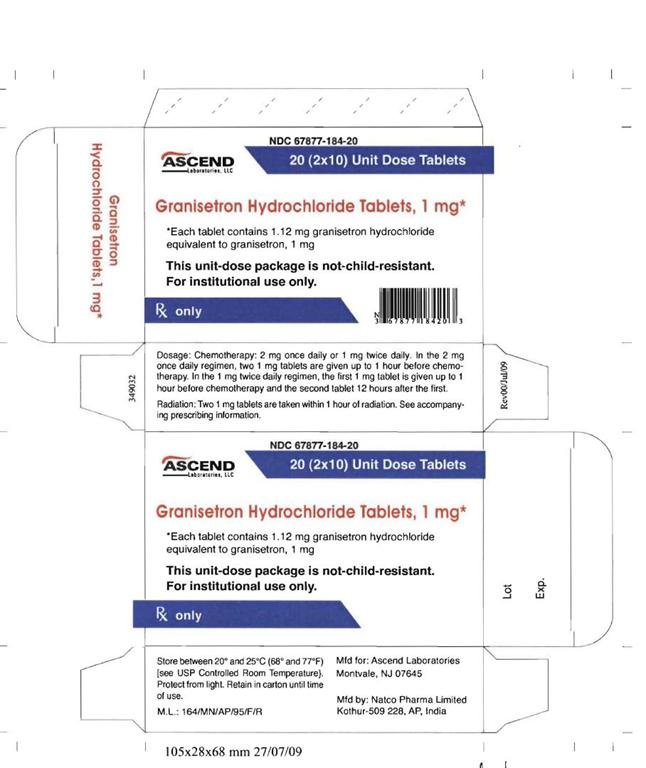 NDC 67877-184-20
ASCEND
Laboratories, LLC
20 (2x10) Unit Dose Tablets
Granisetron Hydrochloride Tablets, 1 mg*
*Each tablet contains 1.12 mg granisetron hydrochloride
equivalent to granisetron, 1 mg
This unit-dose package is not-child-resistant.
For institutional use only.
℞ only
N
3 67877 18420 3
Granisetron
Hydrochloride Tablets,1 mg*
349032
Dosage: Chemotherapy: 2 mg once daily or 1 mg twice daily. In the 2 mg
once daily regimen, two 1 mg tablets are given up to 1 hour before chemo-
therapy. In the 1 mg twice daily regimen, the first 1 mg tablet is given up to 1
hour before chemotherapy and the second tablet 12 hours after the first.
Radiation: Two 1 mg tablets are taken within 1 hour of radiation. See accompany-
ing prescribing information.
Rev00/Jul/09
NDC 67877-184-20
ASCEND
Laboratories, LLC
20 (2x10) Unit Dose Tablets
Granisetron Hydrochloride Tablets, 1 mg*
*Each tablet contains 1.12 mg granisetron hydrochloride
equivalent to granisetron, 1 mg
This unit-dose package is not-child-resistant.
For institutional use only.
℞ only
Lot
Exp.
Store between 20° and 25°C (68° and 77°F)
[see USP Controlled Room Temperature}.
Protect from light. Retain in carton until time
of use.
M.L.: 164/MN/AP/95/F/R
Mfd for: Ascend Laboratories
Montvale, NJ 07645
Mfd by: Natco Pharma Limited
Kothur-509 228, AP, India
105x28x68 mm 27/07/09